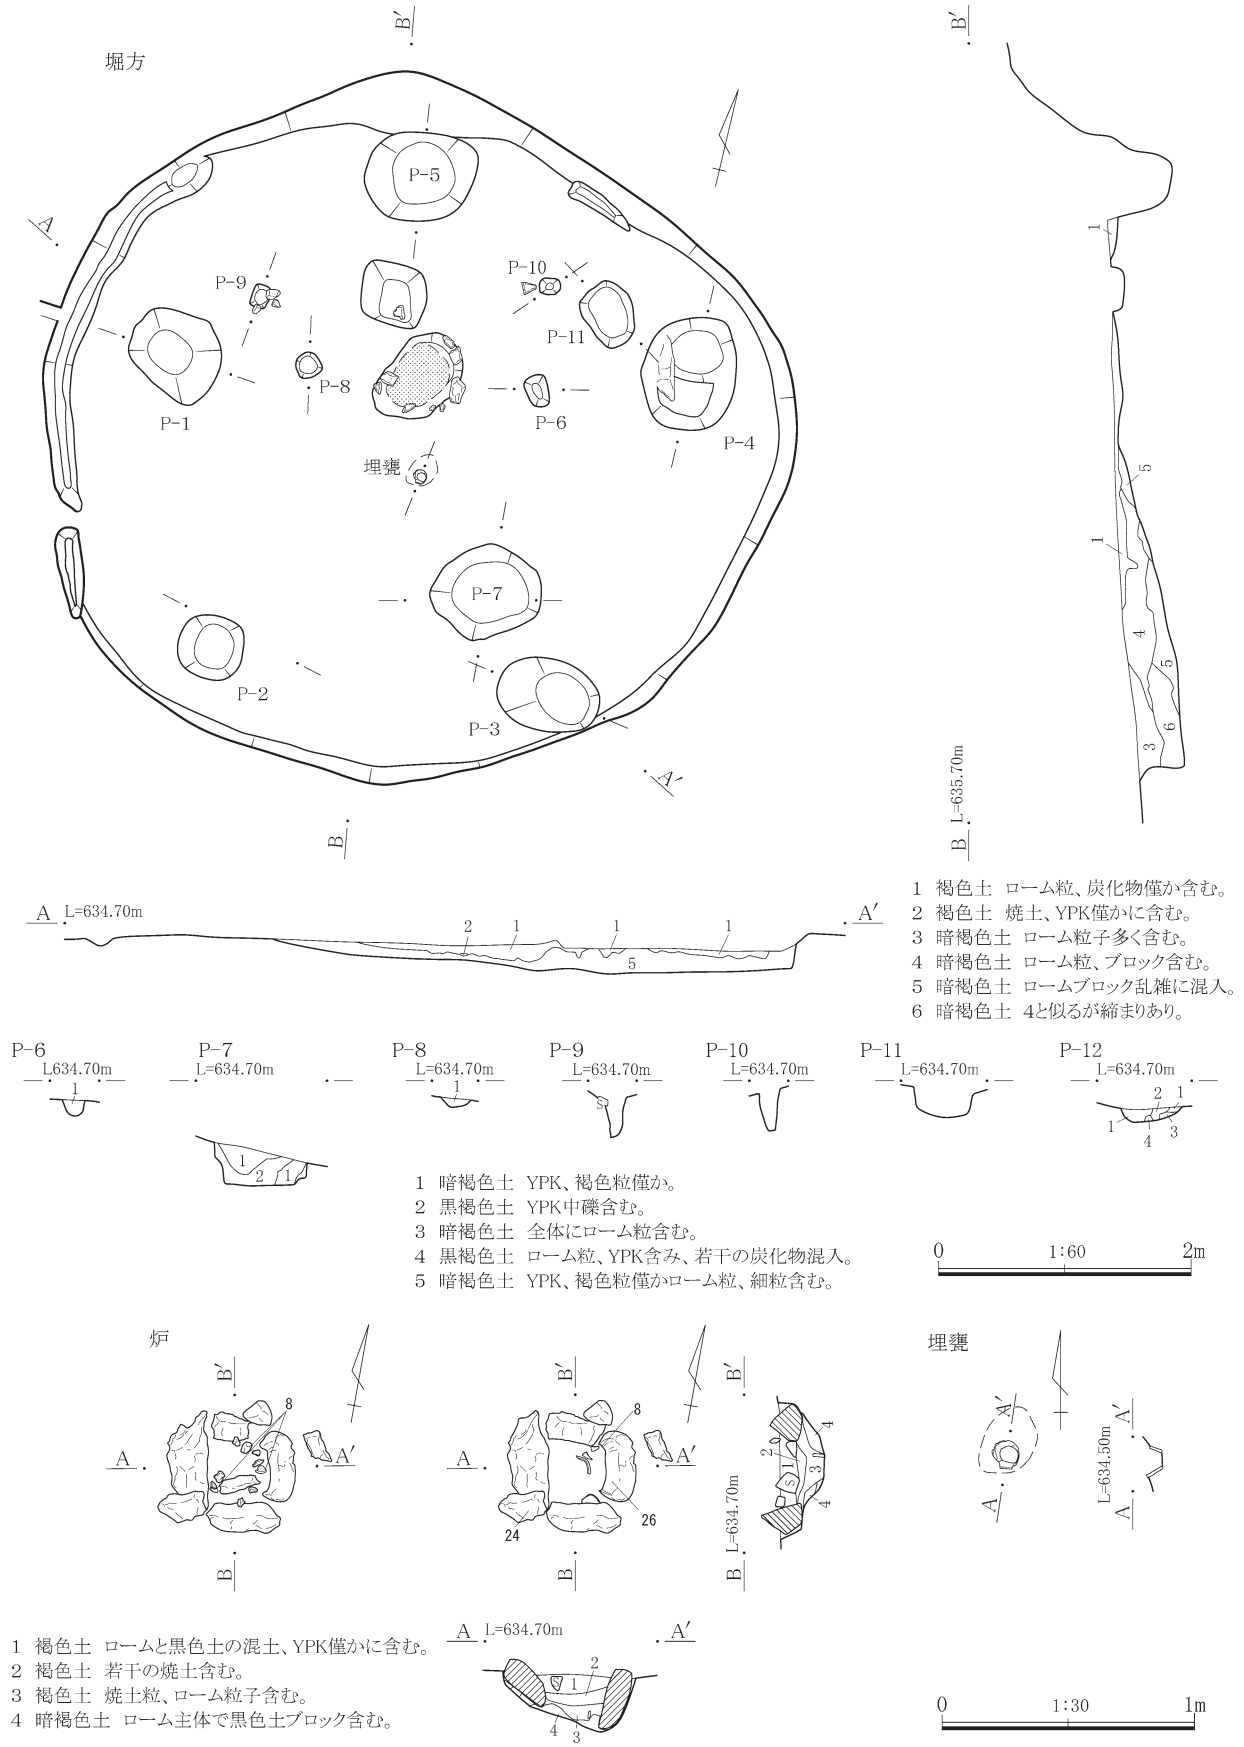 堀方
B′
B′
A
P-5
P-9
P-10
P-11
P-8
P-1
P-6
P-4
埋甕
P-7
P-2
P-3
A′
B
1
5
1
4
5
6
3
B L=635.70m
A L=634.70m A′
2 1 1 1
5
1 褐色土 ローム粒、炭化物僅か含む。
2 褐色土 焼土、YPK僅かに含む。
3 暗褐色土 ローム粒子多く含む。
4 暗褐色土 ローム粒、ブロック含む。
5 暗褐色土 ロームブロック乱雑に混入。
6 暗褐色土 4と似るが締まりあり。
P-6 P-7 P-8 P-9 P-10 P-11 P-12
L634.70m L=634.70m L=634.70m L=634.70m L=634.70m L=634.70m L=634.70m
1 1 S 2 1
1 4 3
1 2 1
1 暗褐色土 YPK、褐色粒僅か。
2 黒褐色土 YPK中礫含む。
3 暗褐色土 全体にローム粒含む。
4 黒褐色土 ローム粒、YPK含み、若干の炭化物混入。
5 暗褐色土 YPK、褐色粒僅かローム粒、細粒含む。
0 1:60 2m
炉
B′
8
A A′
B
B′
8
A A′
24 26
B
B′
4
2 1 3
S
4
B L=634.70m
埋甕
A′
A
A′
L=634.50m
A
1 褐色土 ロームと黒色土の混土、YPK僅かに含む。
2 褐色土 若干の焼土含む。
3 褐色土 焼土粒、ローム粒子含む。
4 暗褐色土 ローム主体で黒色土ブロック含む。
A L=634.70m A′
S 1 2
4 3
0 1:30 1m